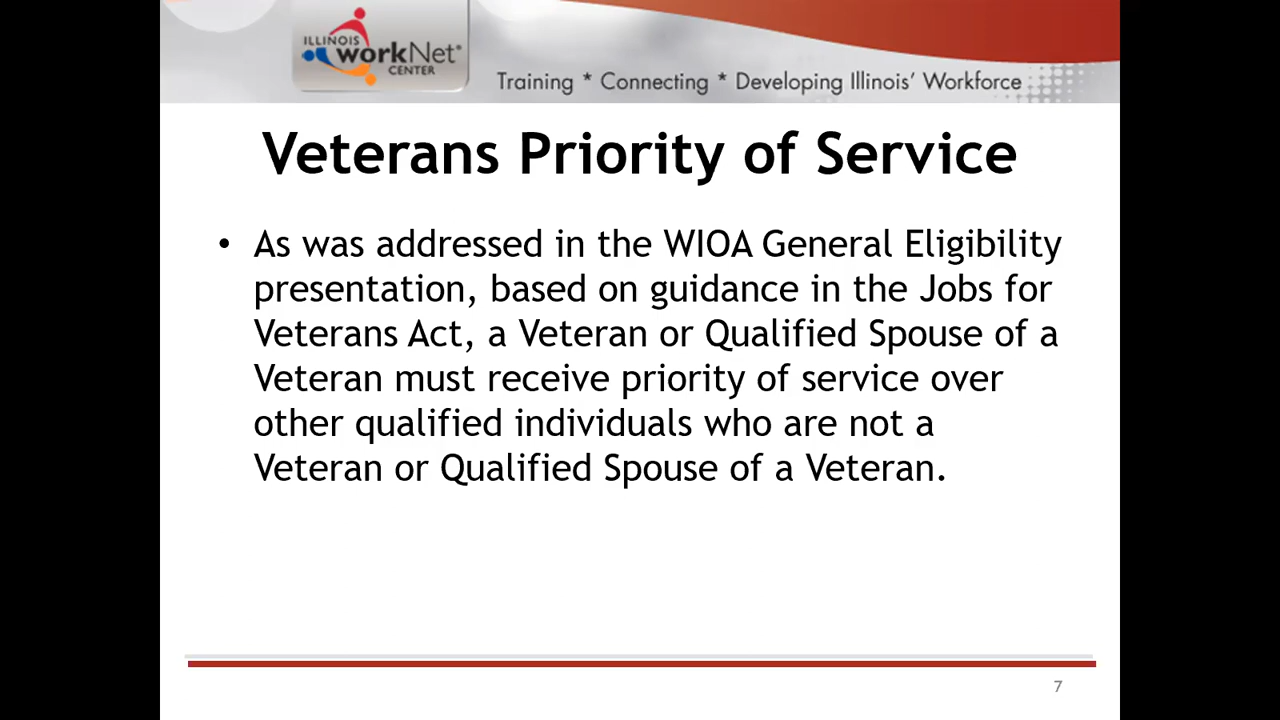 ILLINOIS
workNet®
CENTER
Training * Connecting * Developing Illinois’ Workforce
Veterans Priority of Service
• As was addressed in the WIOA General Eligibility
presentation, based on guidance in the Jobs for
Veterans Act, a Veteran or Qualified Spouse of a
Veteran must receive priority of service over
other qualified individuals who are not a
Veteran or Qualified Spouse of a Veteran.
7